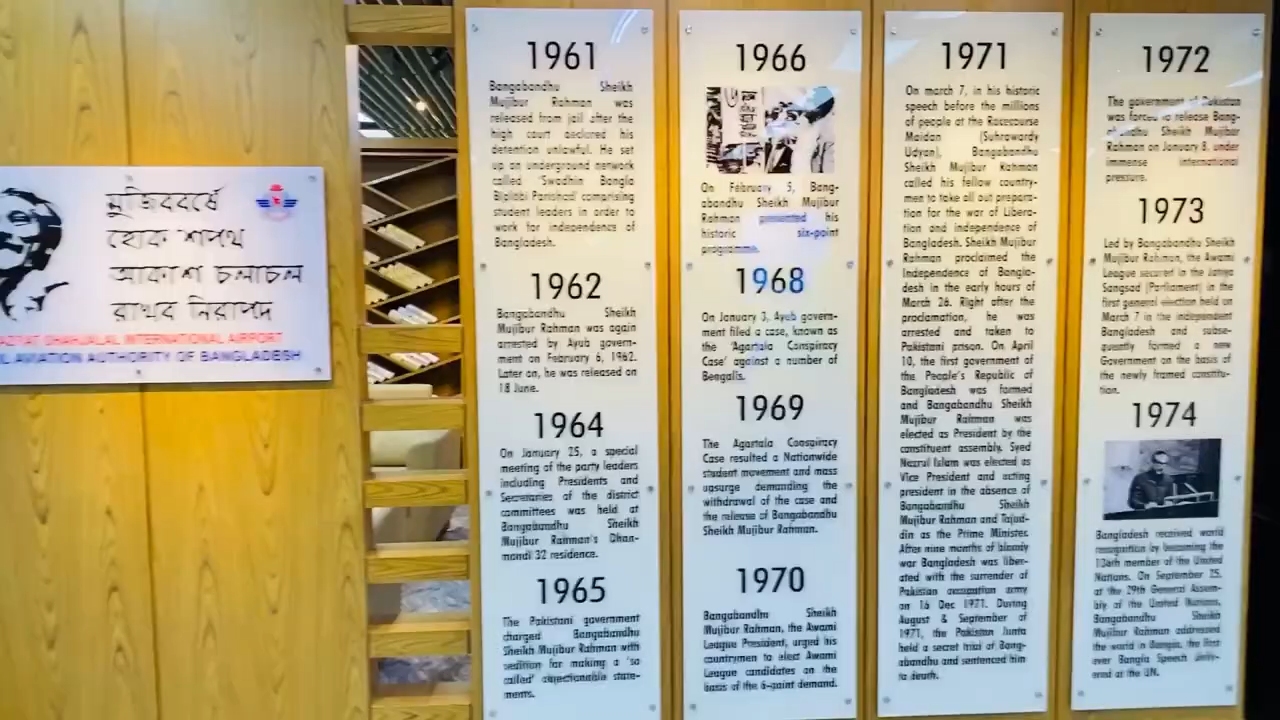 মুজিববর্ষে
হোক শপথ
আকাশ চলাচল
রাখব নিরাপদ
SHAHJALAL INTERNATIONAL AIRPORT
AVIATION AUTHORITY OF BANGLADESH
1961
Bangabandhu Sheikh
Mujibur Rahman was
released from jail after the
high court declared his
detention unlawful. He set
up an underground network
called 'Swadhin Bangla
Biplabi Parishad' comprising
student leaders in order to
work for independence of
Bangladesh.
1962
Bangabandhu Sheikh
Mujibur Rahman was again
arrested by Ayub govern-
ment on February 6, 1962.
Later on, he was released on
18 June.
1964
On January 25, a special
meeting of the party leaders
including Presidents and
Secretaries of the district
committees was held at
Bangabandhu Sheikh
Mujibur Rahman's Dhan-
mondi 32 residence.
1965
The Pakistani government
charged Bangabandhu
Sheikh Mujibur Rahman with
sedition for making a 'so
called' objectionable state-
ments.
1966
On February 5, Bang-
abandhu Sheikh Mujibur
Rahman presented his
historic six-point
programme.
1968
On January 3, Ayub govern-
ment filed a case, known as
the 'Agartala Conspiracy
Case' against a number of
Bengalis.
1969
The Agartala Conspiracy
Case resulted a Nationwide
student movement and mass
upsurge demanding the
withdrawal of the case and
the release of Bangabandhu
Sheikh Mujibur Rahman.
1970
Bangabandhu Sheikh
Mujibur Rahman, the Awami
League President, urged his
countrymen to elect Awami
League candidates on the
basis of the 6-point demand.
1971
On march 7, in his historic
speech before the millions
of people at the Racecourse
Maidan (Suhrawardy
Udyan), Bangabandhu
Sheikh Mujibur Rahman
called his fellow country-
men to take all out prepara-
tion for the war of Libera-
tion and independence of
Bangladesh. Sheikh Mujibur
Rahman proclaimed the
Independence of Bangla-
desh in the early hours of
March 26. Right after the
proclamation, he was
arrested and taken to
Pakistani prison. On April
10, the first government of
the People's Republic of
Bangladesh was formed
and Bangabandhu Sheikh
Mujibur Rahman was
elected as President by the
constituent assembly. Syed
Nazrul Islam was elected as
Vice President and acting
president in the absence of
Bangabandhu Sheikh
Mujibur Rahman and Tajud-
din as the Prime Minister.
After nine months of bloody
war Bangladesh was liber-
ated with the surrender of
Pakistan occupation army
on 16 Dec 1971. During
August & September of
1971, the Pakistan Junta
held a secret trial of Bang-
abandhu and sentenced him
to death.
1972
The government of Pakistan
was forced to release Bang-
abandhu Sheikh Mujibur
Rahman on January 8, under
immense international
pressure.
1973
Led by Bangabandhu Sheikh
Mujibur Rahman, the Awami
League secured in the Jatiya
Sangsad (Parliament) in the
first general election held on
March 7 in the independent
Bangladesh and subse-
quently formed a new
Government on the basis of
the newly framed constitu-
tion.
1974
Bangladesh received world
recognition by becoming the
136th member of the United
Nations. On September 25,
at the 29th General Assem-
bly of the United Nations,
Bangabandhu Sheikh
Mujibur Rahman addressed
the world in Bangla, the first
ever Bangla Speech deliv-
ered at the UN.